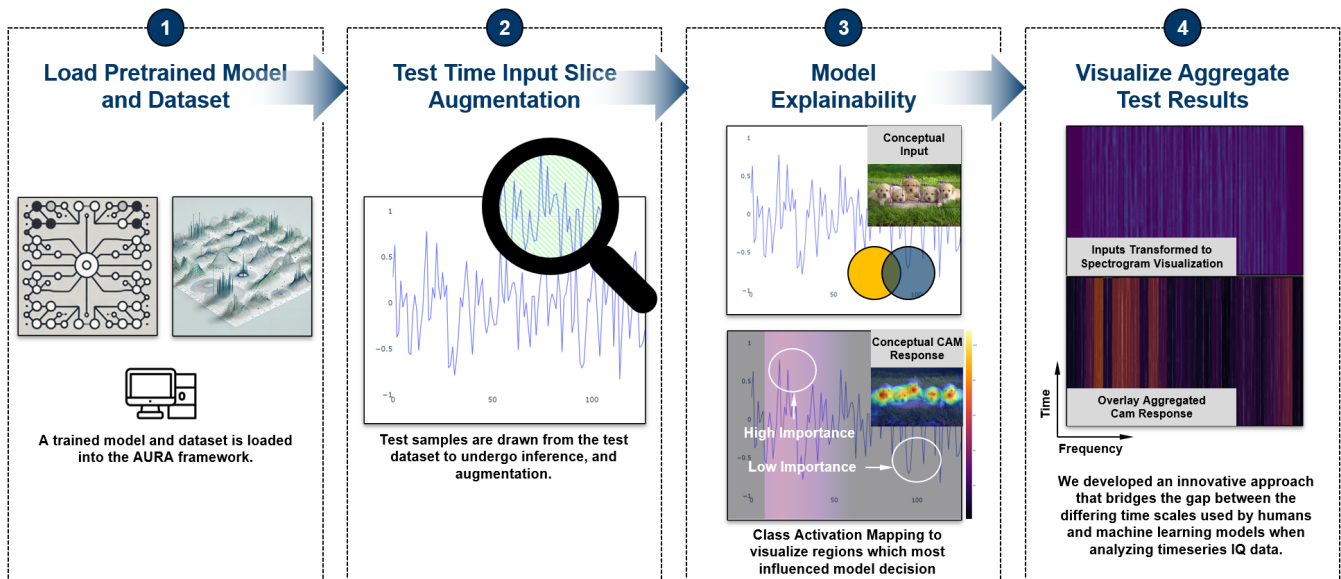 1
Load Pretrained Model
and Dataset
A trained model and dataset is loaded
into the AURA framework.
2
Test Time Input Slice
Augmentation
1
0.5
0
−0.5
−1
0
50
100
Test samples are drawn from the test
dataset to undergo inference, and
augmentation.
3
Model
Explainability
Conceptual
Input
1
0.5
0
−0.5
−1
0
50
100
Conceptual CAM
Response
1
0.5
0
−0.5
−1
0
50
100
High Importance
Low Importance
Class Activation Mapping to
visualize regions which most
influenced model decision
4
Visualize Aggregate
Test Results
Inputs Transformed to
Spectrogram Visualization
Overlay Aggregated
Cam Response
Time
Frequency
We developed an innovative approach
that bridges the gap between the
differing time scales used by humans
and machine learning models when
analyzing timeseries IQ data.